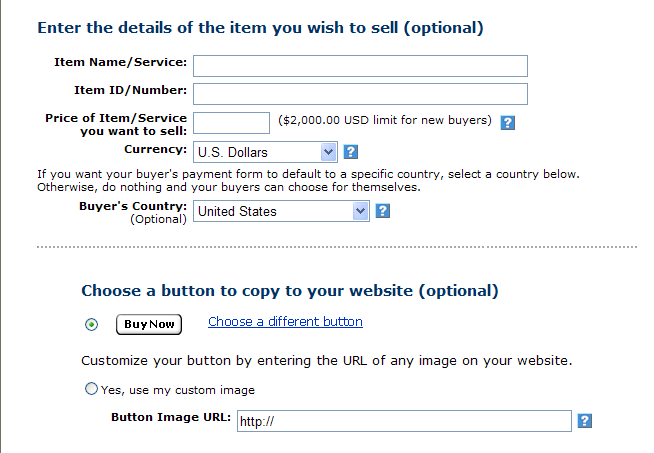 Enter the details of the item you wish to sell (optional)
Item Name/Service:
Item ID/Number:
Price of Item/Service
you want to sell:
($2,000.00 USD limit for new buyers) ?
Currency: U.S. Dollars ?
If you want your buyer's payment form to default to a specific country, select a country below.
Otherwise, do nothing and your buyers can choose for themselves.
Buyer's Country: United States ?
(Optional)
Choose a button to copy to your website (optional)
Buy Now Choose a different button
Customize your button by entering the URL of any image on your website.
Yes, use my custom image
Button Image URL: http:// ?